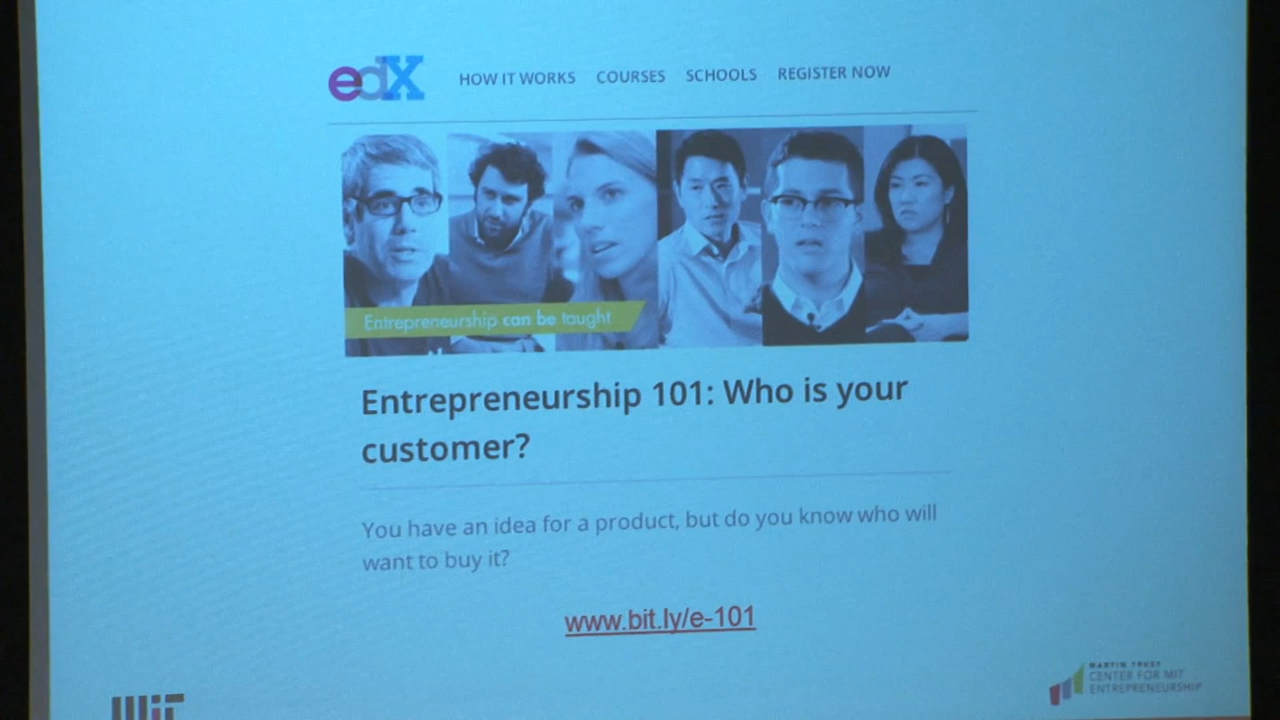 edX
HOW IT WORKS COURSES SCHOOLS REGISTER NOW
Entrepreneurship can be taught
Entrepreneurship 101: Who is your
customer?
You have an idea for a product, but do you know who will
want to buy it?
www.bit.ly/e-101
MARTIN TRUST
CENTER FOR MIT
ENTREPRENEURSHIP
MIT